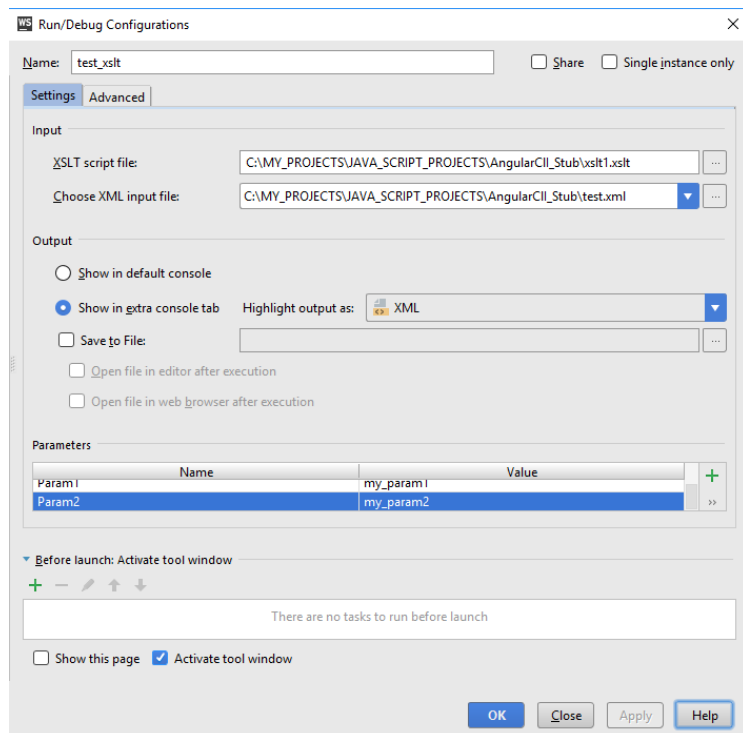 WS Run/Debug Configurations
Name: test_xslt Share Single instance only
Settings Advanced
Input
XSLT script file: C:\MY_PROJECTS\JAVA_SCRIPT_PROJECTS\AngularCII_Stub\xslt1.xslt ...
Choose XML input file: C:\MY_PROJECTS\JAVA_SCRIPT_PROJECTS\AngularCII_Stub\test.xml ...
Output
Show in default console
Show in extra console tab Highlight output as: XML
Save to File: ...
Open file in editor after execution
Open file in web browser after execution
Parameters
Name Value
Param1 my_param1
Param2 my_param2
Before launch: Activate tool window
There are no tasks to run before launch
Show this page Activate tool window
OK Close Apply Help